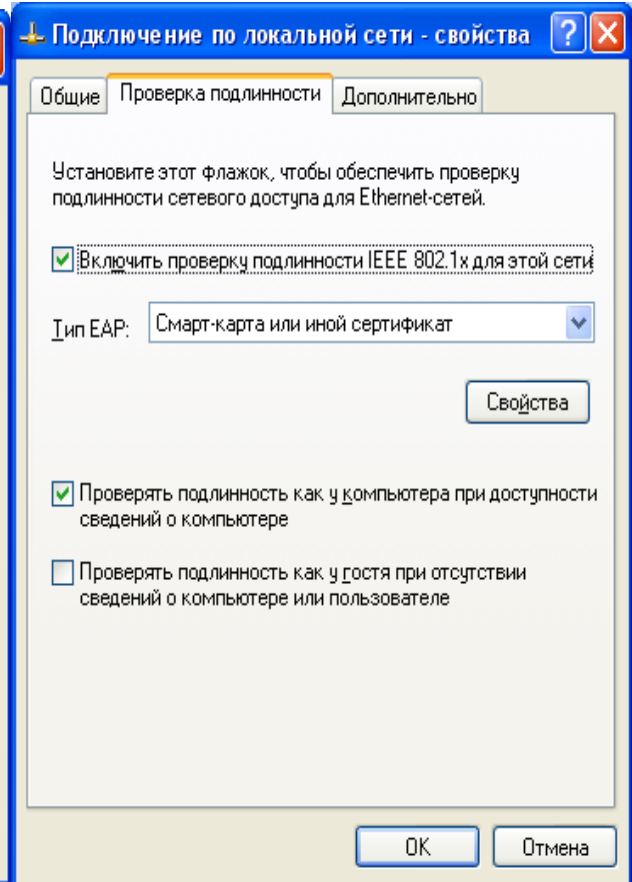 Подключение по локальной сети - свойства
Общие
Проверка подлинности
Дополнительно
Установите этот флажок, чтобы обеспечить проверку
подлинности сетевого доступа для Ethernet-сетей.
Включить проверку подлинности IEEE 802.1x для этой сети
Тип EAP:
Смарт-карта или иной сертификат
Свойства
Проверять подлинность как у компьютера при доступности
сведений о компьютере
Проверять подлинность как у гостя при отсутствии
сведений о компьютере или пользователе
OK
Отмена